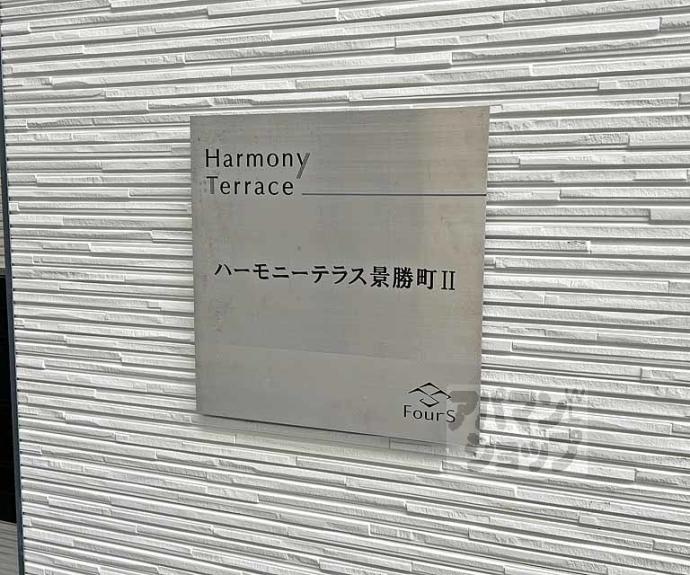 Harmony
Terrace
ハーモニーテラス景勝町II
FourS
アパマン
ショップ